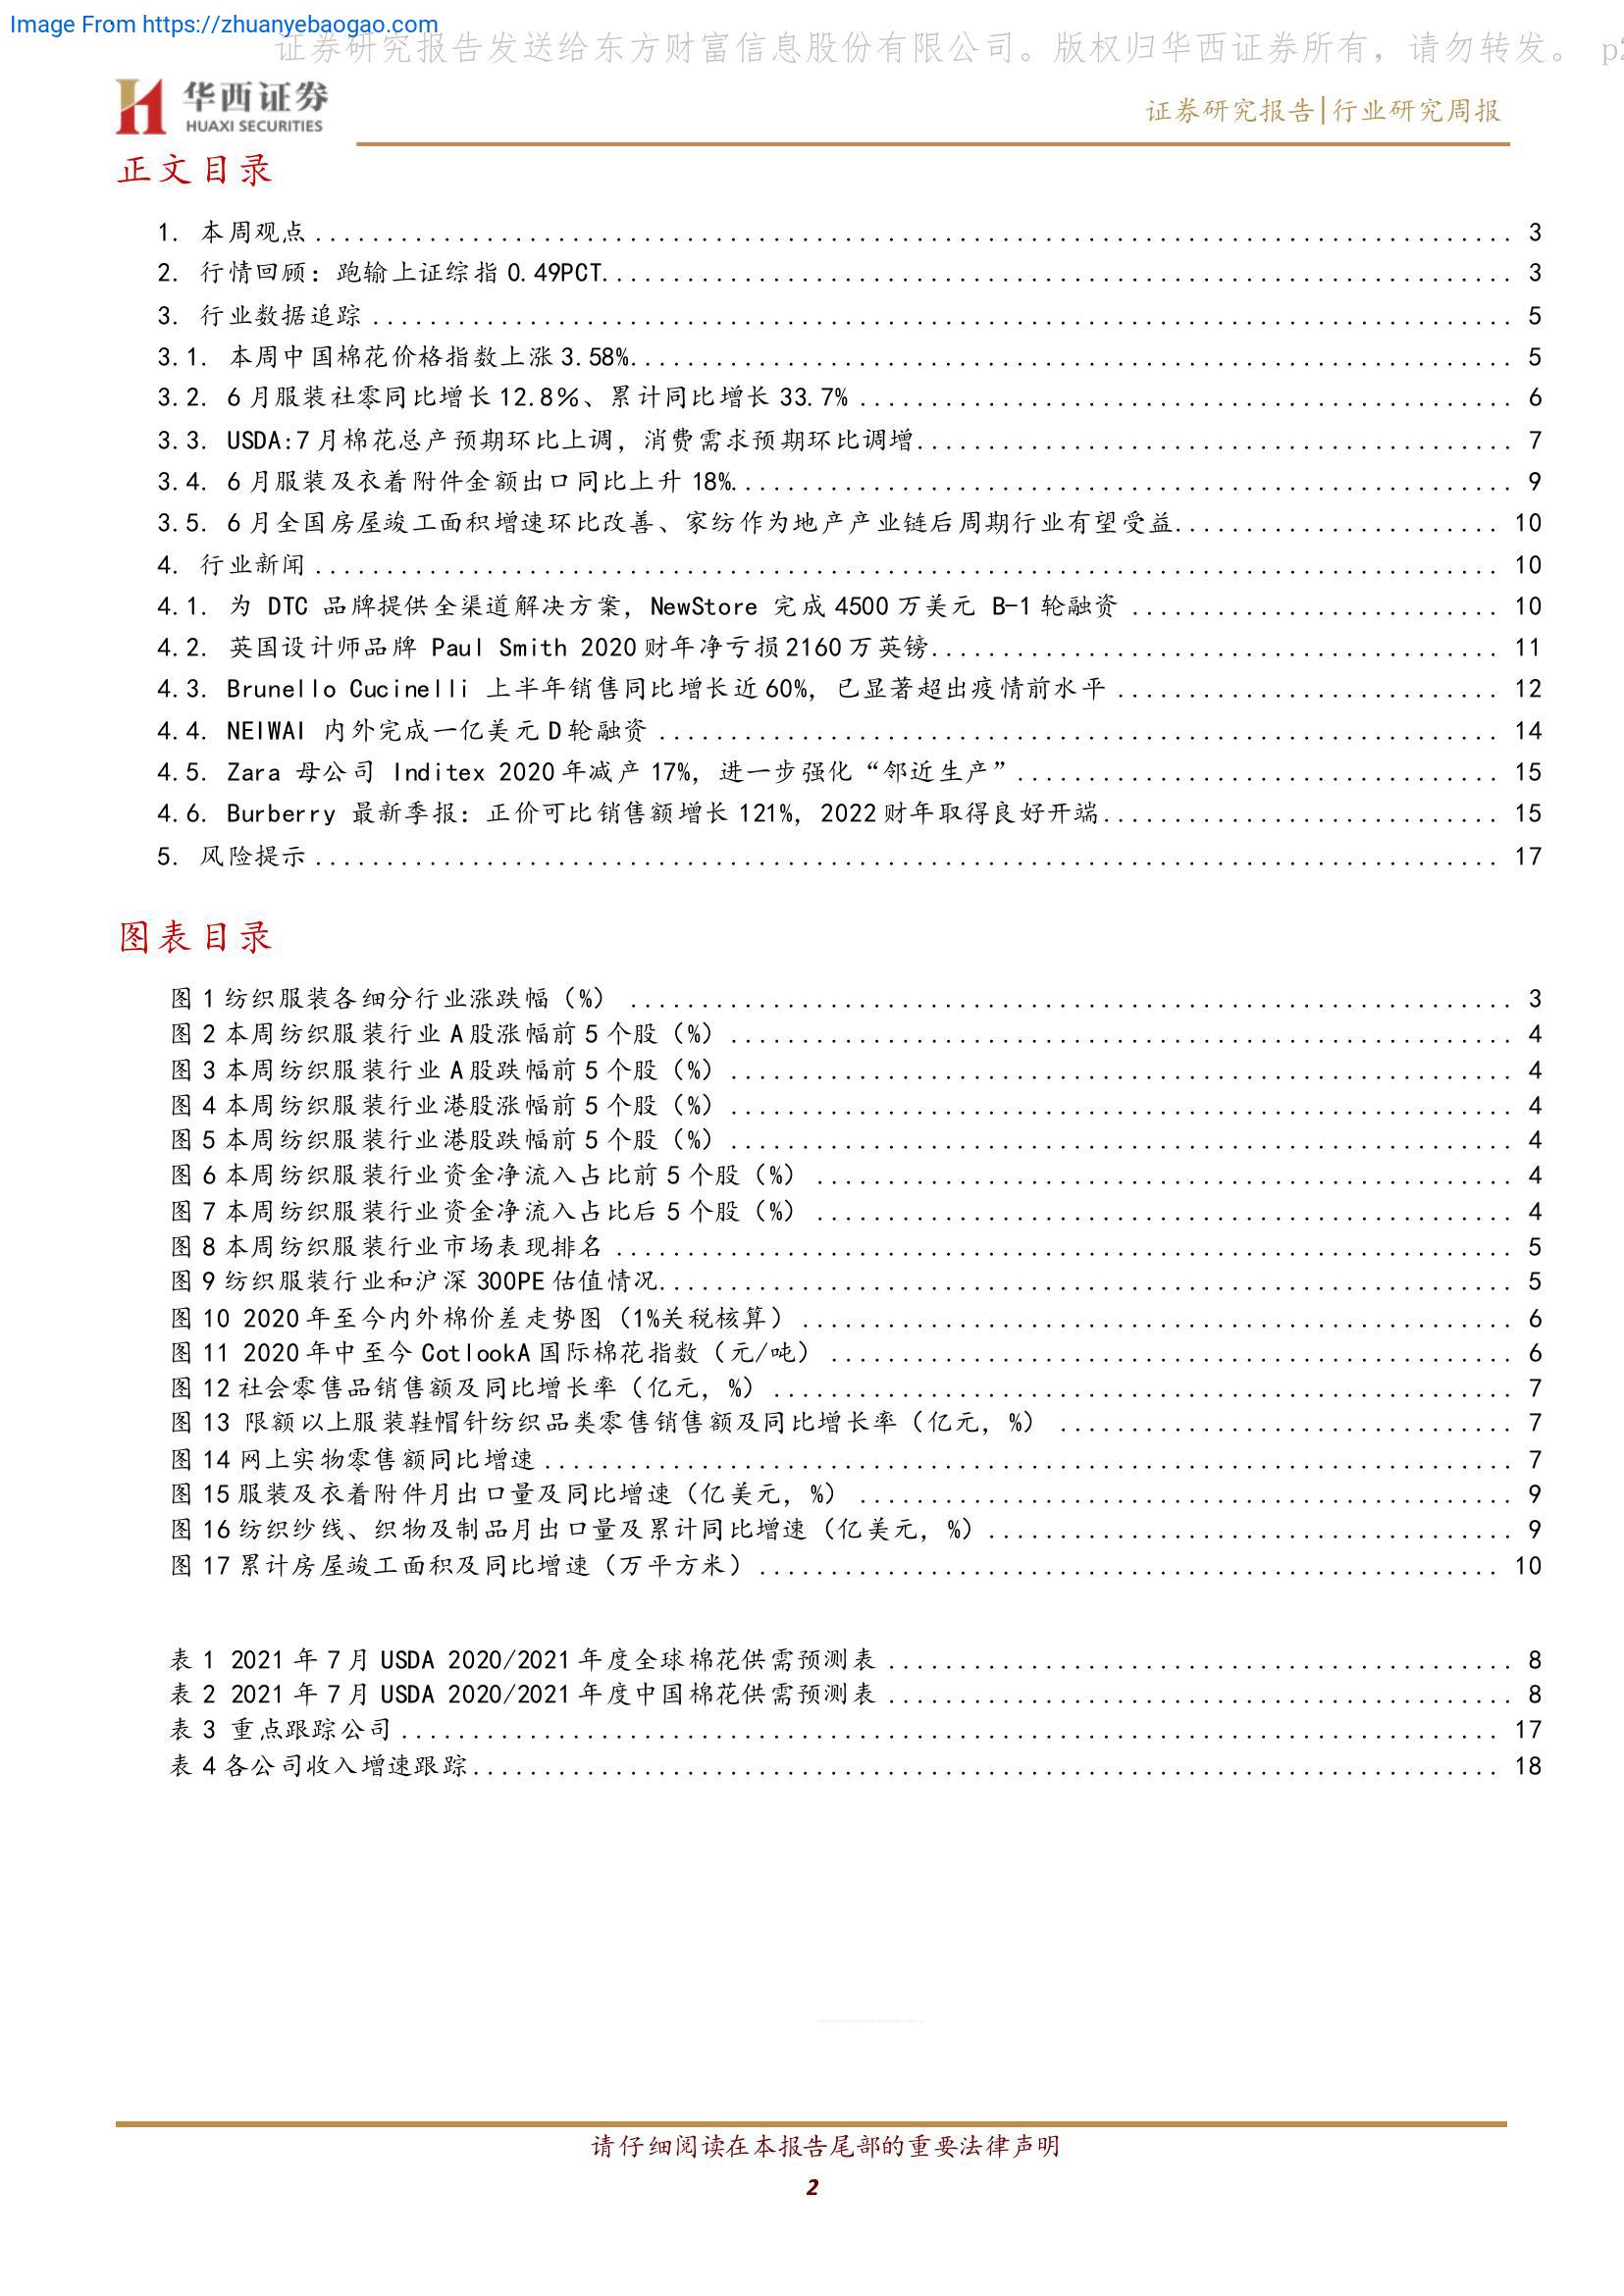 Image From https://zhuanyebaogao.com
证券研究报告发送给东方财富信息股份有限公司。版权归华西证券所有，请勿转发。 p2
华西证券
HUAXI SECURITIES
证券研究报告|行业研究周报
正文目录
1. 本周观点 ........ 3
2. 行情回顾：跑输上证综指 0.49PCT ........ 3
3. 行业数据追踪 ........ 5
3.1. 本周中国棉花价格指数上涨 3.58% ........ 5
3.2. 6 月服装社零同比增长 12.8%、累计同比增长 33.7% ........ 6
3.3. USDA:7 月棉花总产预期环比上调，消费需求预期环比调增 ........ 7
3.4. 6 月服装及衣着附件金额出口同比上升 18% ........ 9
3.5. 6 月全国房屋竣工面积增速环比改善、家纺作为地产产业链后周期行业有望受益 ........ 10
4. 行业新闻 ........ 10
4.1. 为 DTC 品牌提供全渠道解决方案，NewStore 完成 4500 万美元 B-1 轮融资 ........ 10
4.2. 英国设计师品牌 Paul Smith 2020 财年净亏损 2160 万英镑 ........ 11
4.3. Brunello Cucinelli 上半年销售同比增长近 60%，已显著超出疫情前水平 ........ 12
4.4. NEIWAI 内外完成一亿美元 D 轮融资 ........ 14
4.5. Zara 母公司 Inditex 2020 年减产 17%，进一步强化“邻近生产” ........ 15
4.6. Burberry 最新季报：正价可比销售额增长 121%，2022 财年取得良好开端 ........ 15
5. 风险提示 ........ 17
图表目录
图 1 纺织服装各细分行业涨跌幅（%） ........ 3
图 2 本周纺织服装行业 A 股涨幅前 5 个股（%） ........ 4
图 3 本周纺织服装行业 A 股跌幅前 5 个股（%） ........ 4
图 4 本周纺织服装行业港股涨幅前 5 个股（%） ........ 4
图 5 本周纺织服装行业港股跌幅前 5 个股（%） ........ 4
图 6 本周纺织服装行业资金净流入占比前 5 个股（%） ........ 4
图 7 本周纺织服装行业资金净流入占比后 5 个股（%） ........ 4
图 8 本周纺织服装行业市场表现排名 ........ 5
图 9 纺织服装行业和沪深 300PE 估值情况 ........ 5
图 10 2020 年至今内外棉价差走势图（1%关税核算） ........ 6
图 11 2020 年中至今 CotlookA 国际棉花指数（元/吨） ........ 6
图 12 社会零售品销售额及同比增长率（亿元，%） ........ 7
图 13 限额以上服装鞋帽针纺织品类零售销售额及同比增长率（亿元，%） ........ 7
图 14 网上实物零售额同比增速 ........ 7
图 15 服装及衣着附件月出口量及同比增速（亿美元，%） ........ 9
图 16 纺织纱线、织物及制品月出口量及累计同比增速（亿美元，%） ........ 9
图 17 累计房屋竣工面积及同比增速（万平方米） ........ 10
表 1 2021 年 7 月 USDA 2020/2021 年度全球棉花供需预测表 ........ 8
表 2 2021 年 7 月 USDA 2020/2021 年度中国棉花供需预测表 ........ 8
表 3 重点跟踪公司 ........ 17
表 4 各公司收入增速跟踪 ........ 18
请仔细阅读在本报告尾部的重要法律声明
2